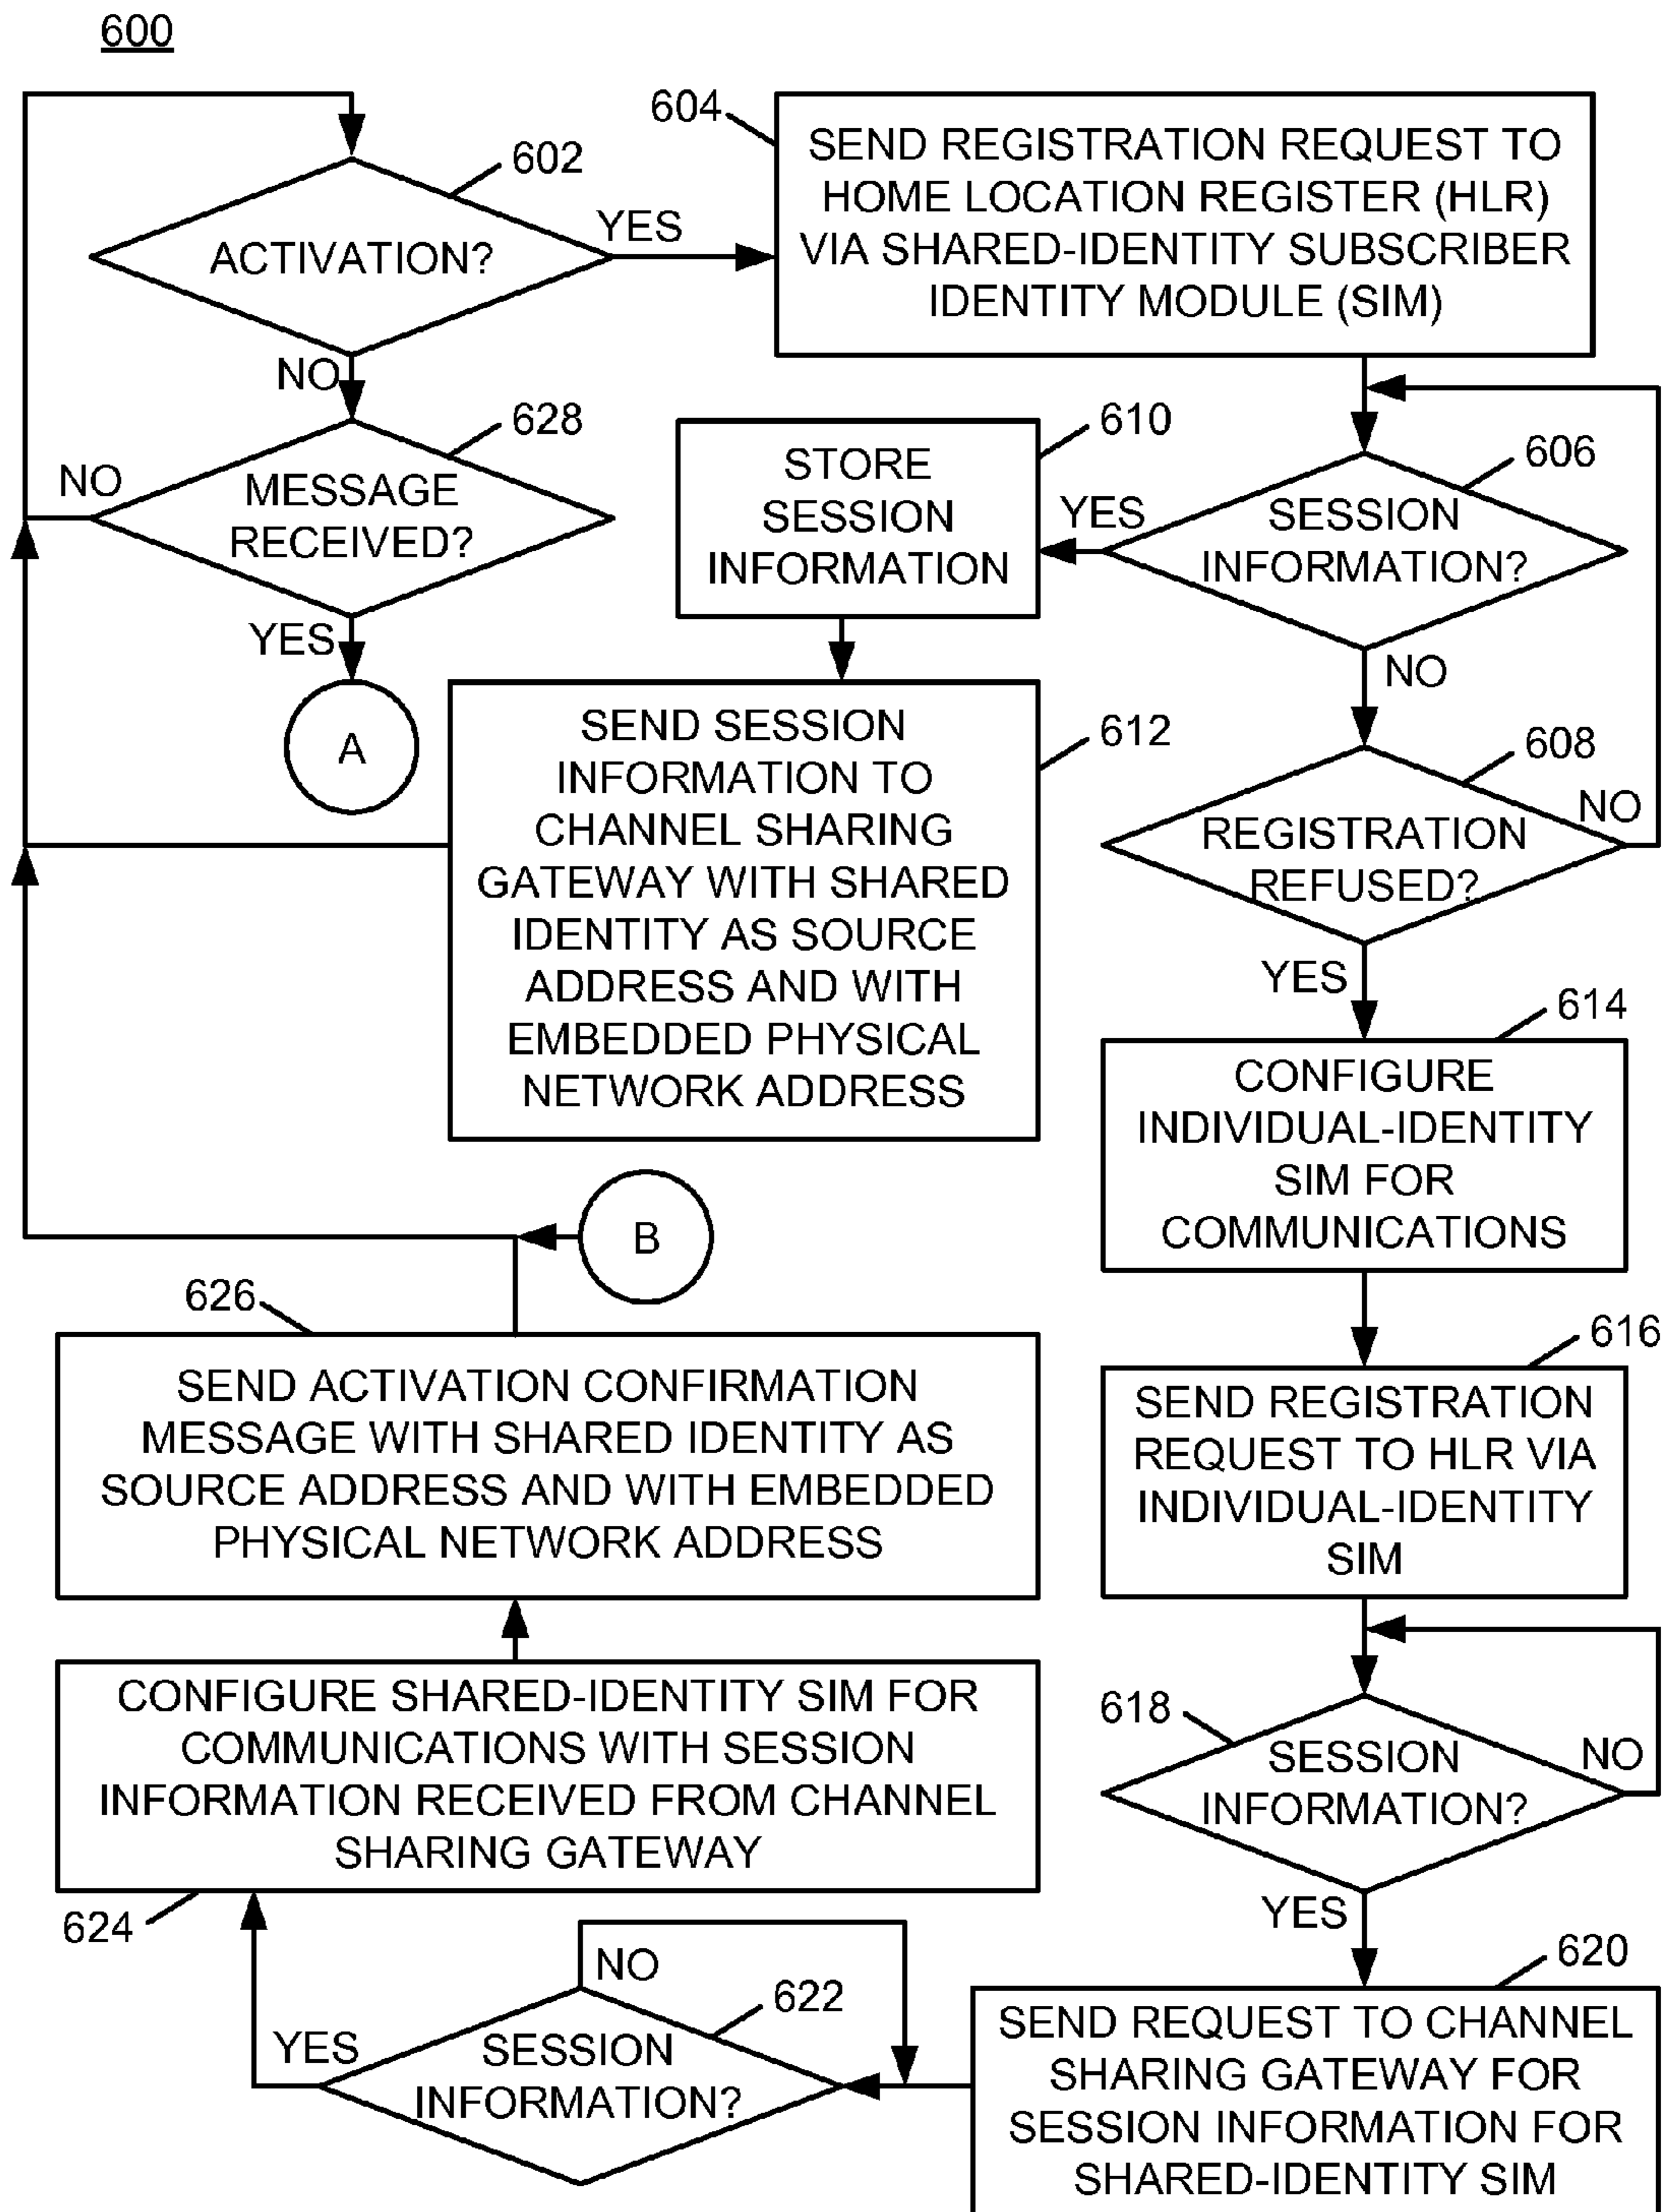 600
602
ACTIVATION?
YES
NO
604
SEND REGISTRATION REQUEST TO
HOME LOCATION REGISTER (HLR)
VIA SHARED-IDENTITY SUBSCRIBER
IDENTITY MODULE (SIM)
628
NO
MESSAGE
RECEIVED?
YES
A
610
STORE
SESSION
INFORMATION
606
YES
SESSION
INFORMATION?
NO
612
SEND SESSION
INFORMATION TO
CHANNEL SHARING
GATEWAY WITH SHARED
IDENTITY AS SOURCE
ADDRESS AND WITH
EMBEDDED PHYSICAL
NETWORK ADDRESS
608
NO
REGISTRATION
REFUSED?
YES
614
CONFIGURE
INDIVIDUAL-IDENTITY
SIM FOR
COMMUNICATIONS
B
616
SEND REGISTRATION
REQUEST TO HLR VIA
INDIVIDUAL-IDENTITY
SIM
626
SEND ACTIVATION CONFIRMATION
MESSAGE WITH SHARED IDENTITY AS
SOURCE ADDRESS AND WITH EMBEDDED
PHYSICAL NETWORK ADDRESS
618
SESSION
INFORMATION?
NO
YES
CONFIGURE SHARED-IDENTITY SIM FOR
COMMUNICATIONS WITH SESSION
INFORMATION RECEIVED FROM CHANNEL
SHARING GATEWAY
624
NO
622
YES
SESSION
INFORMATION?
620
SEND REQUEST TO CHANNEL
SHARING GATEWAY FOR
SESSION INFORMATION FOR
SHARED-IDENTITY SIM